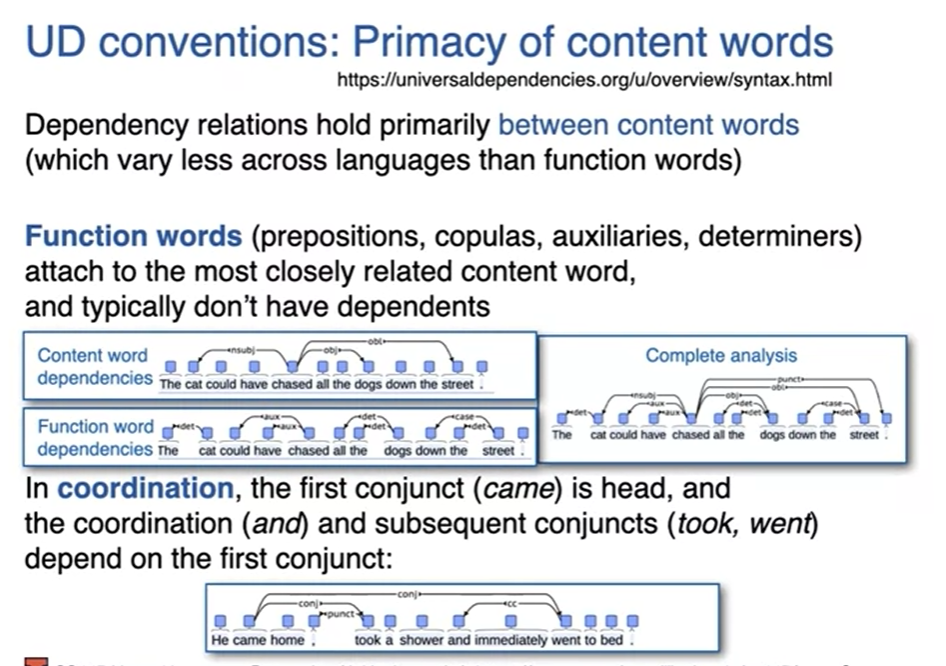 UD conventions: Primacy of content words
https://universaldependencies.org/u/overview/syntax.html
Dependency relations hold primarily between content words
(which vary less across languages than function words)
Function words (prepositions, copulas, auxiliaries, determiners)
attach to the most closely related content word,
and typically don't have dependents
Content word
dependencies
obl
nsubj obj
The cat could have chased all the dogs down the street .
Function word
dependencies
aux det case
det aux det det
The cat could have chased all the dogs down the street .
Complete analysis
punct
obl
nsubj obj
aux det case
det aux det det
The cat could have chased all the dogs down the street .
In coordination, the first conjunct (came) is head, and
the coordination (and) and subsequent conjuncts (took, went)
depend on the first conjunct:
conj
conj cc
punct
He came home , took a shower and immediately went to bed .